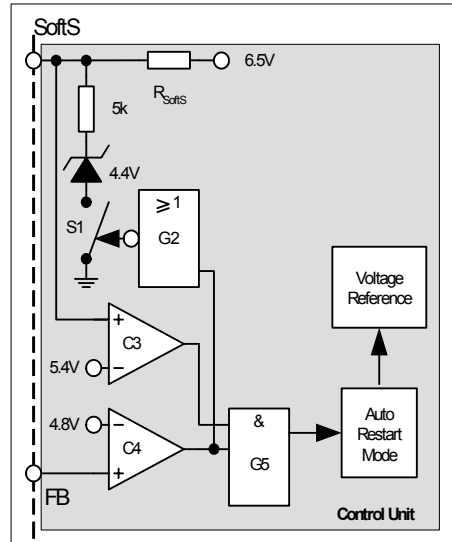 SoftS
6.5V
R SoftS
5k
4.4V
S1
≥ 1
G2
Voltage
Reference
C3
5.4V
4.8V
C4
&
G5
Auto
Restart
Mode
FB
Control Unit